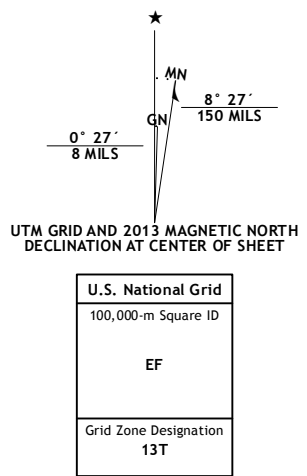 ★
MN
GN
8° 27´
150 MILS
0° 27´
8 MILS
UTM GRID AND 2013 MAGNETIC NORTH
DECLINATION AT CENTER OF SHEET
U.S. National Grid
100,000-m Square ID
EF
Grid Zone Designation
13T